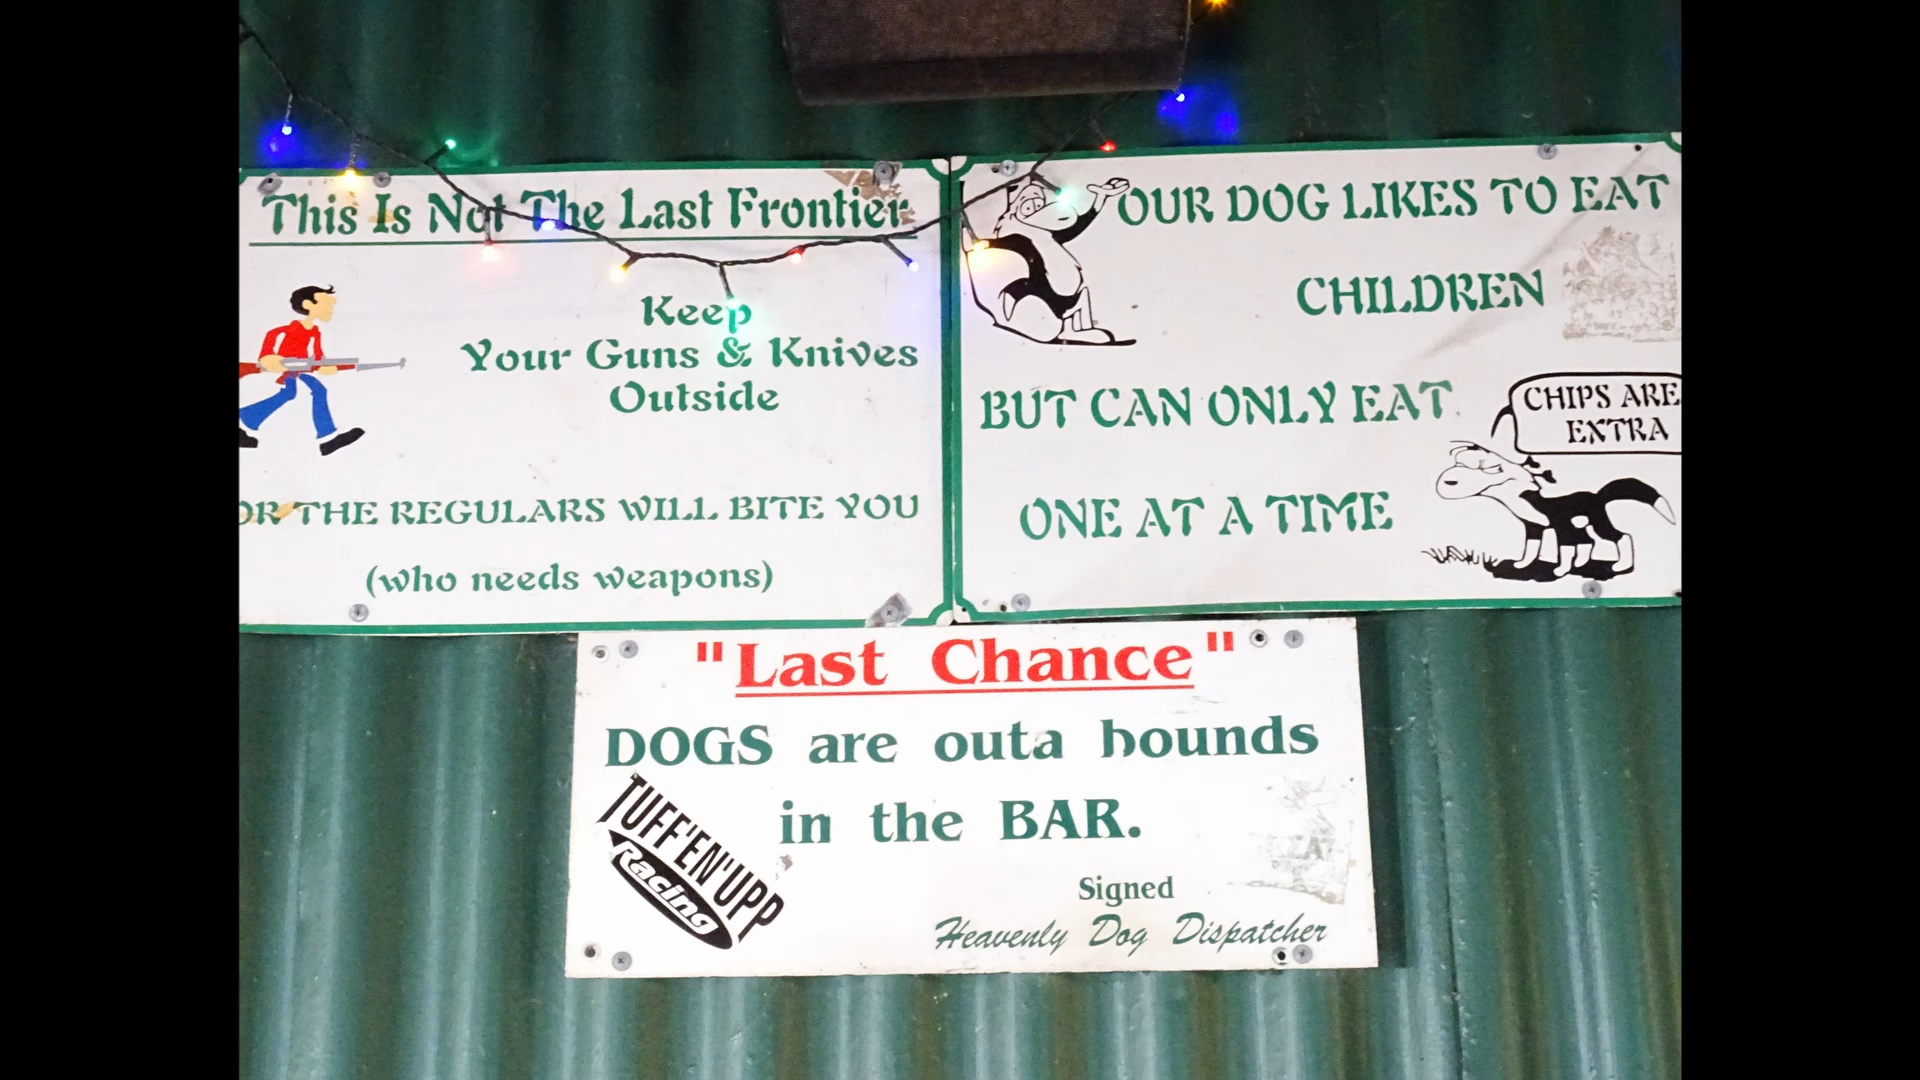 This Is Not The Last Frontier
Keep
Your Guns & Knives
Outside
OR THE REGULARS WILL BITE YOU
(who needs weapons)
OUR DOG LIKES TO EAT
CHILDREN
BUT CAN ONLY EAT
ONE AT A TIME
CHIPS ARE
EXTRA
"Last Chance"
DOGS are outa bounds
in the BAR.
TUFF'EN'UPP
Racing
Signed
Heavenly Dog Dispatcher